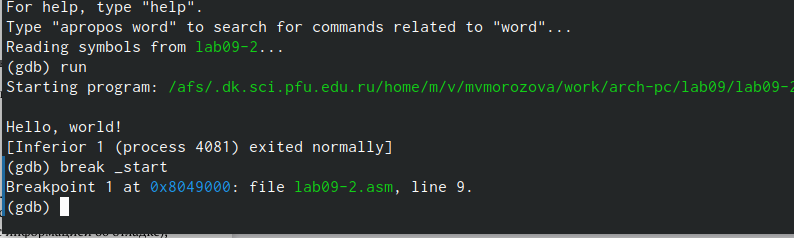 For help, type "help".
Type "apropos word" to search for commands related to "word"...
Reading symbols from lab09-2...
(gdb) run
Starting program: /afs/.dk.sci.pfu.edu.ru/home/m/v/mvmorozova/work/arch-pc/lab09/lab09-2
Hello, world!
[Inferior 1 (process 4081) exited normally]
(gdb) break _start
Breakpoint 1 at 0x8049000: file lab09-2.asm, line 9.
(gdb)